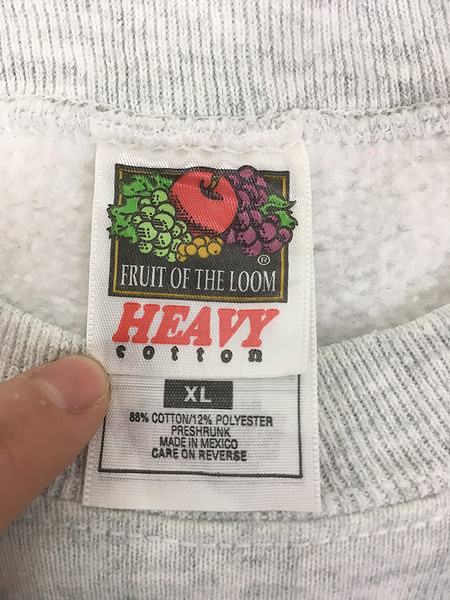 FRUIT OF THE LOOM ®
HEAVY
cotton
XL
88% COTTON/12% POLYESTER
PRESHRUNK
MADE IN MEXICO
CARE ON REVERSE